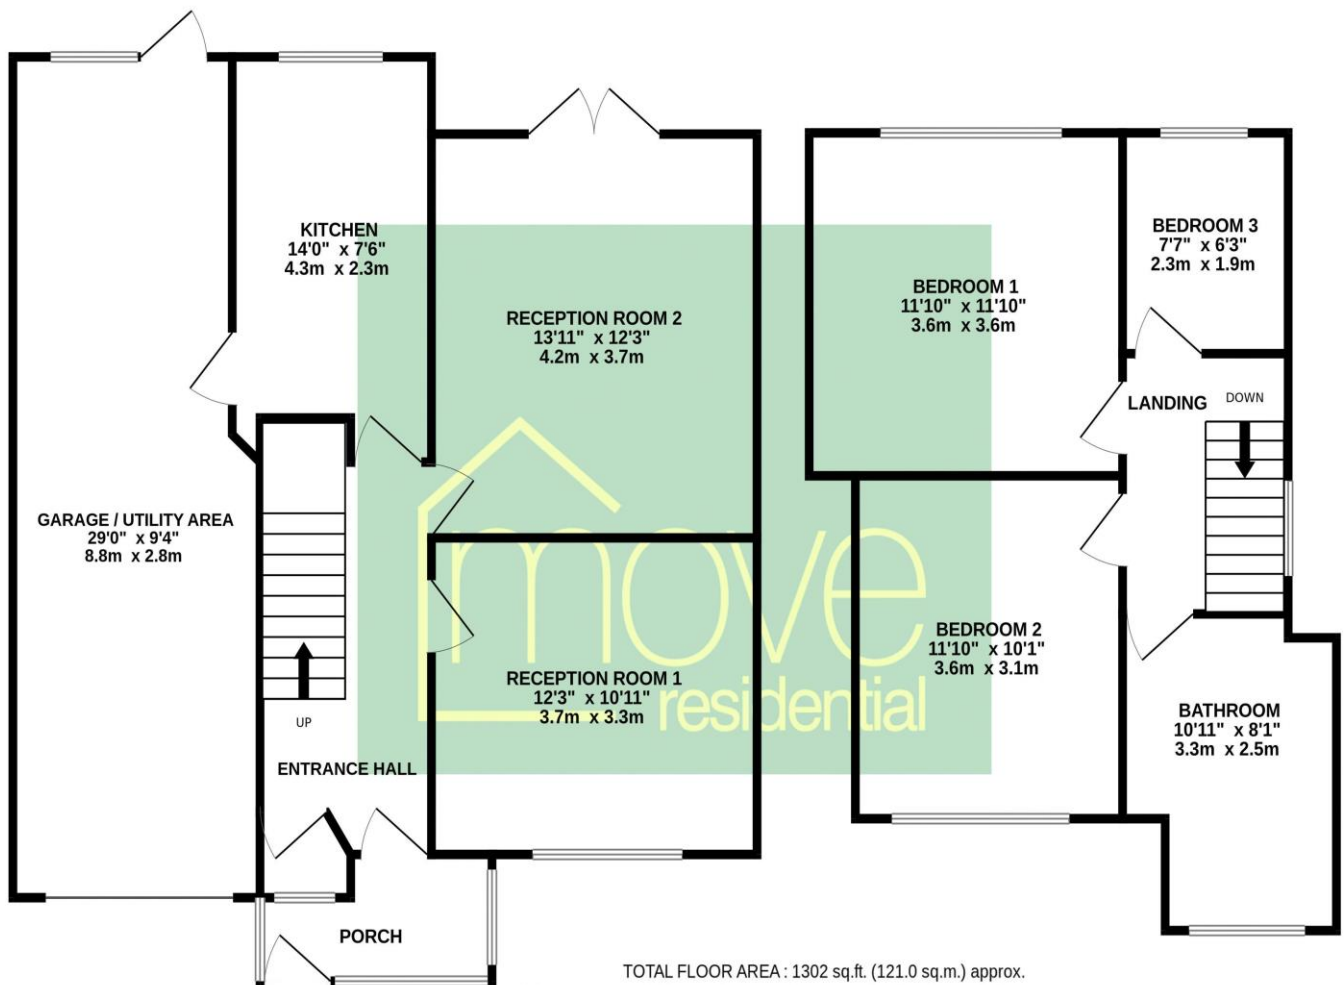 KITCHEN
14'0" x 7'6"
4.3m x 2.3m
RECEPTION ROOM 2
13'11" x 12'3"
4.2m x 3.7m
GARAGE / UTILITY AREA
29'0" x 9'4"
8.8m x 2.8m
UP
ENTRANCE HALL
RECEPTION ROOM 1
12'3" x 10'11"
3.7m x 3.3m
PORCH
BEDROOM 1
11'10" x 11'10"
3.6m x 3.6m
BEDROOM 3
7'7" x 6'3"
2.3m x 1.9m
LANDING
DOWN
BEDROOM 2
11'10" x 10'1"
3.6m x 3.1m
BATHROOM
10'11" x 8'1"
3.3m x 2.5m
move
residential
TOTAL FLOOR AREA : 1302 sq.ft. (121.0 sq.m.) approx.